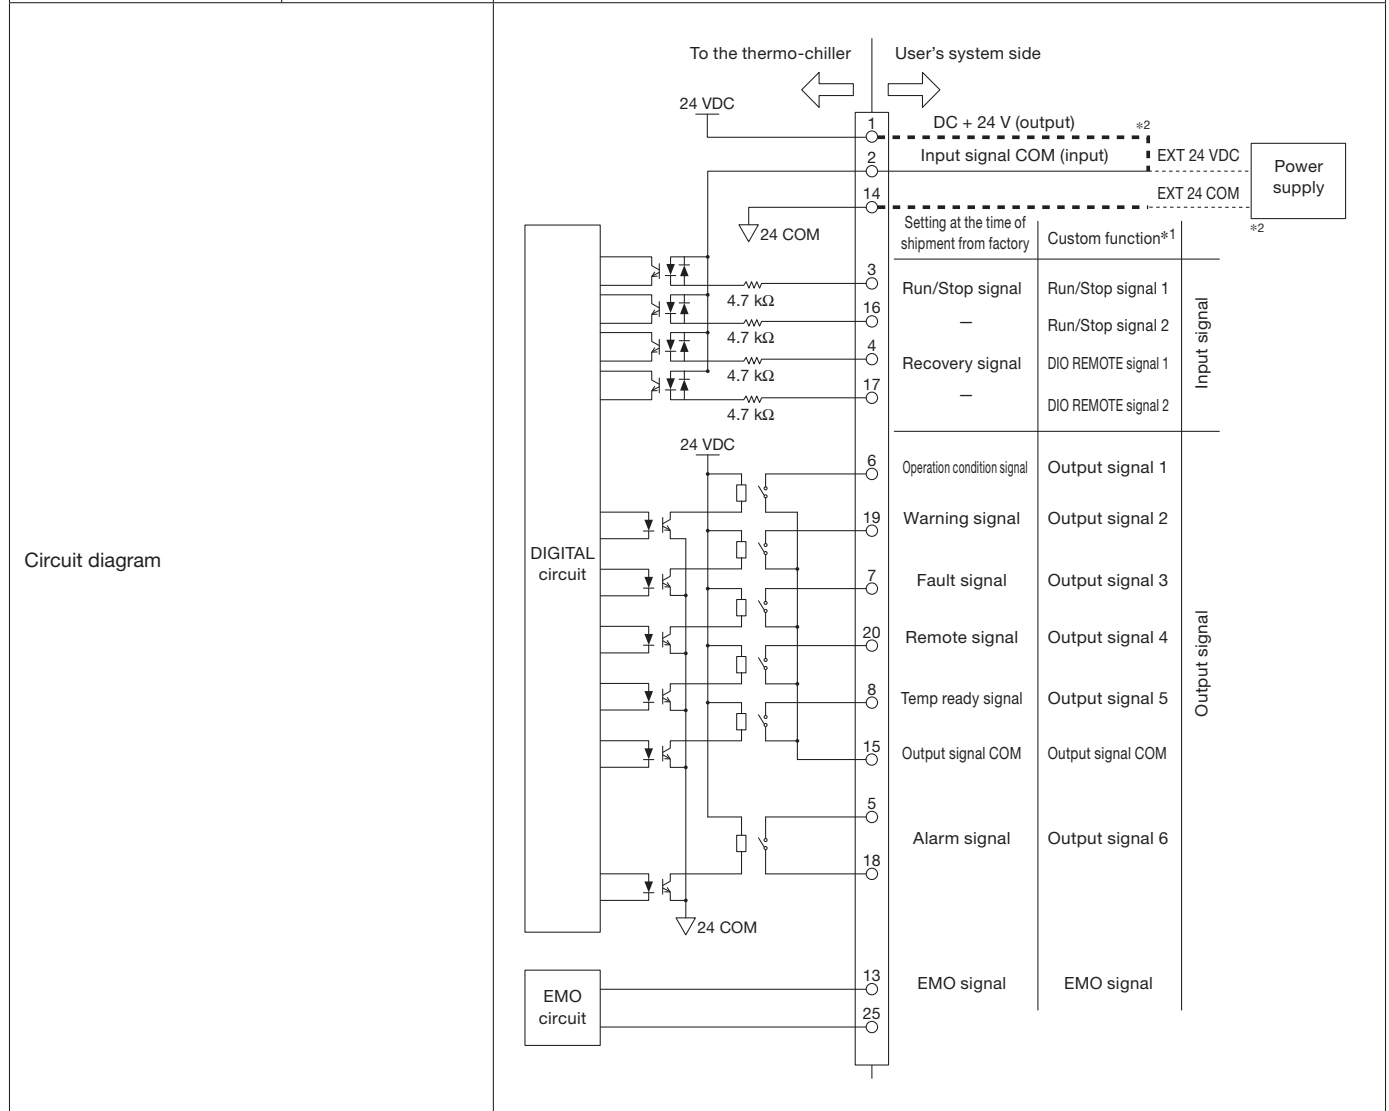 To the thermo-chiller
User's system side
24 VDC
1
DC + 24 V (output)
*2
2
Input signal COM (input)
EXT 24 VDC
Power
supply
14
EXT 24 COM
*2
24 COM
Setting at the time of
shipment from factory
Custom function*1
3
Run/Stop signal
Run/Stop signal 1
4.7 kΩ
16
—
Run/Stop signal 2
4.7 kΩ
4
Recovery signal
DIO REMOTE signal 1
4.7 kΩ
17
—
DIO REMOTE signal 2
4.7 kΩ
Input signal
24 VDC
6
Operation condition signal
Output signal 1
19
Warning signal
Output signal 2
Circuit diagram
DIGITAL
circuit
7
Fault signal
Output signal 3
20
Remote signal
Output signal 4
Output signal
8
Temp ready signal
Output signal 5
15
Output signal COM
Output signal COM
5
Alarm signal
Output signal 6
18
24 COM
EMO
circuit
13
EMO signal
EMO signal
25